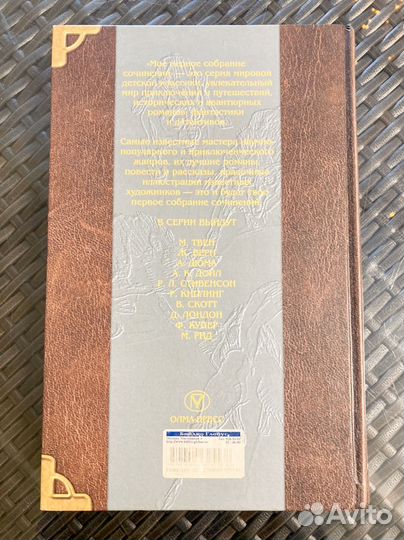 «Мое первое собрание
сочинений» — это серия мировой
детской классики, увлекательный
мир приключений и путешествий,
исторических и авантюрных
романов, фантастики
и детективов.
Самые известные мастера научно-
популярного и приключенческого
жанров, их лучшие романы,
повести и рассказы, красочные
иллюстрации известных
художников — это и будет твое
первое собрание сочинений.
В СЕРИИ ВЫЙДУТ
М. ТВЕН
Ж. ВЕРН
А. ДЮМА
А. К. ДОЙЛ
Р. Л. СТИВЕНСОН
Р. КИПЛИНГ
В. СКОТТ
Д. ЛОНДОН
Ф. КУПЕР
М. РИД
ОЛМА-ПРЕСС
Глобус
Avito